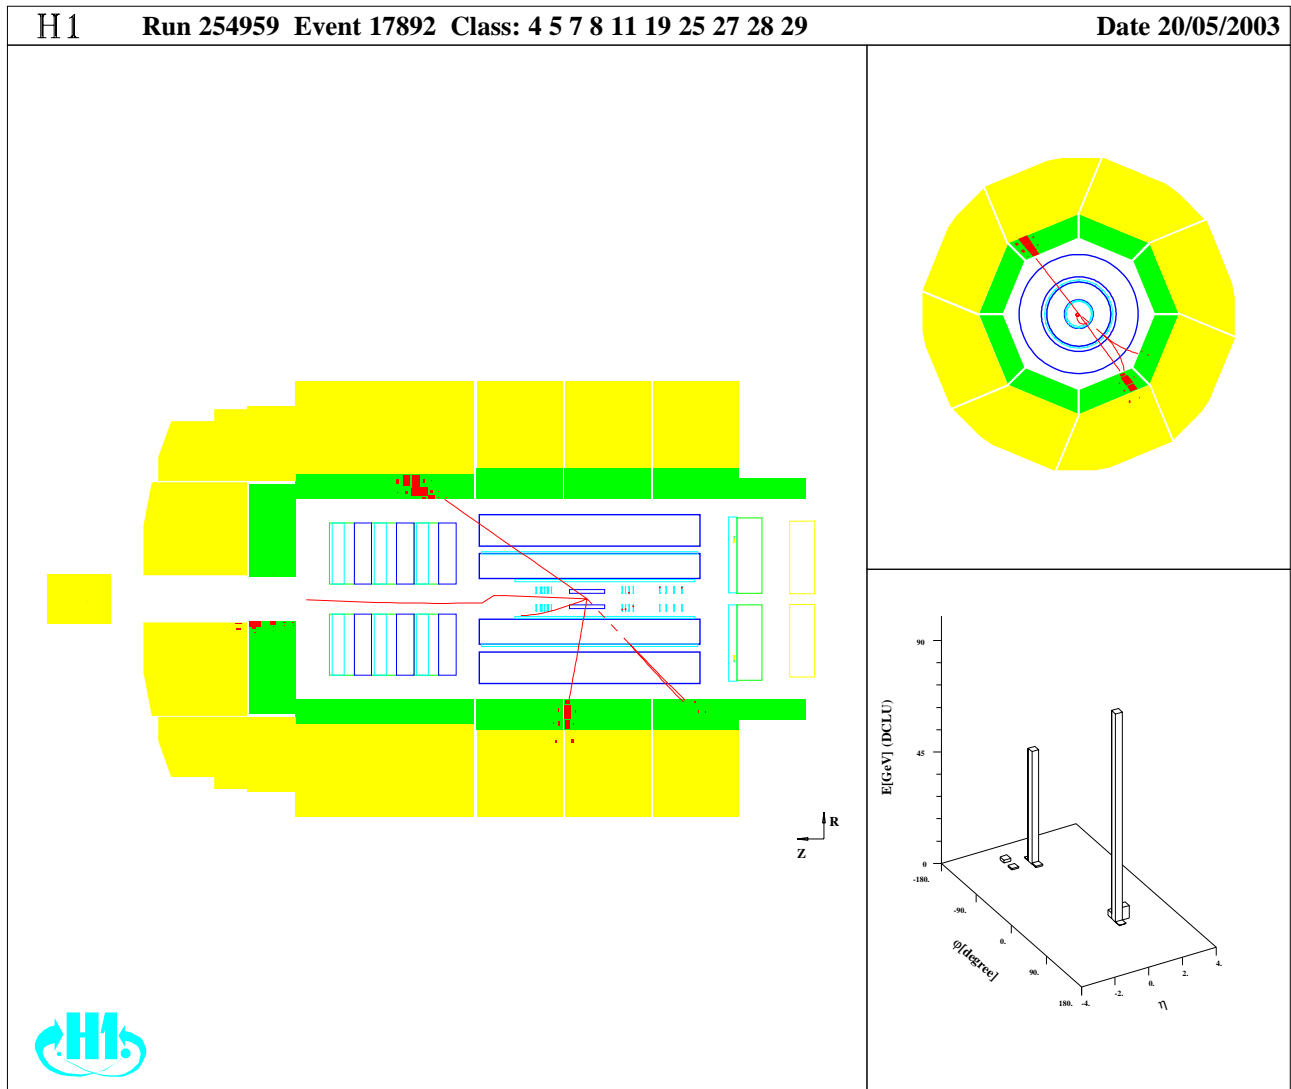 H1 Run 254959 Event 17892 Class: 4 5 7 8 11 19 25 27 28 29 Date 20/05/2003
R
Z
E[GeV] (DCLU)
90
45
0
-180.
-90.
0.
90.
180.
φ[degree]
-4.
-2.
0.
2.
4.
η
H1